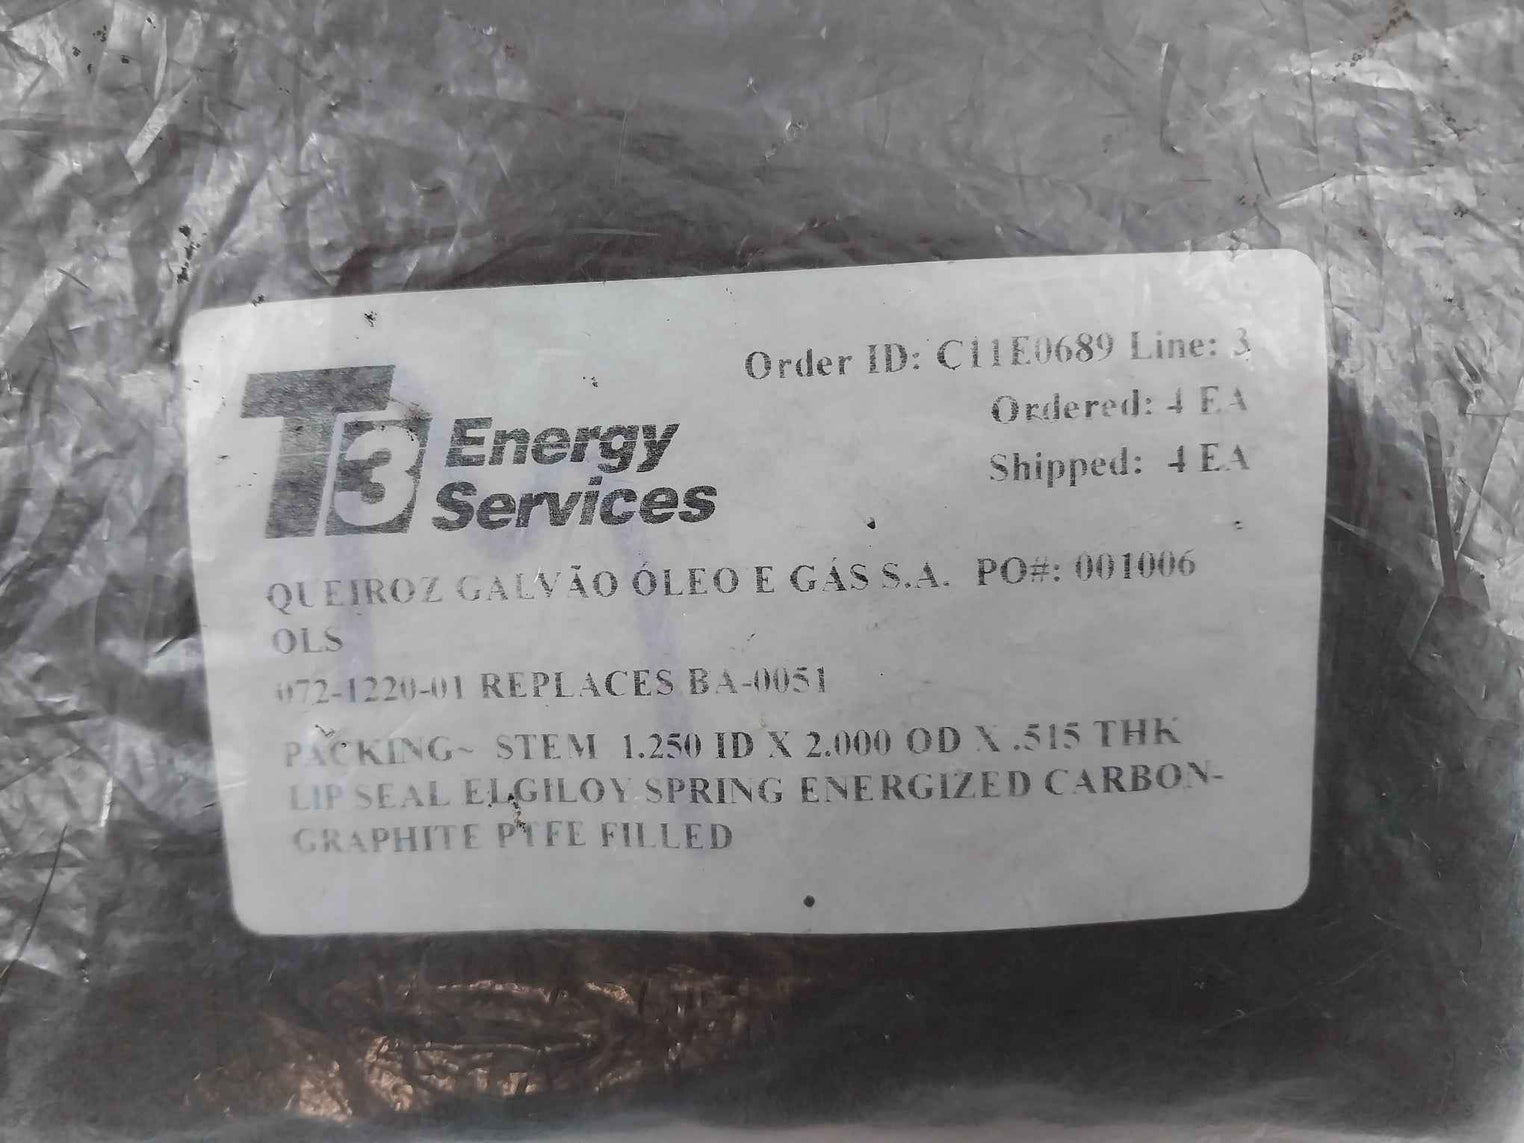 T3 Energy Services
Order ID: C11E0689 Line: 3
Ordered: 4 EA
Shipped: 4 EA
QUEIROZ GALVÃO ÓLEO E GÁS S.A. PO#: 001006
OLS
072-1220-01 REPLACES BA-0051
PACKING~ STEM 1.250 ID X 2.000 OD X .515 THK
LIP SEAL ELGILOY SPRING ENERGIZED CARBON-
GRAPHITE PTFE FILLED